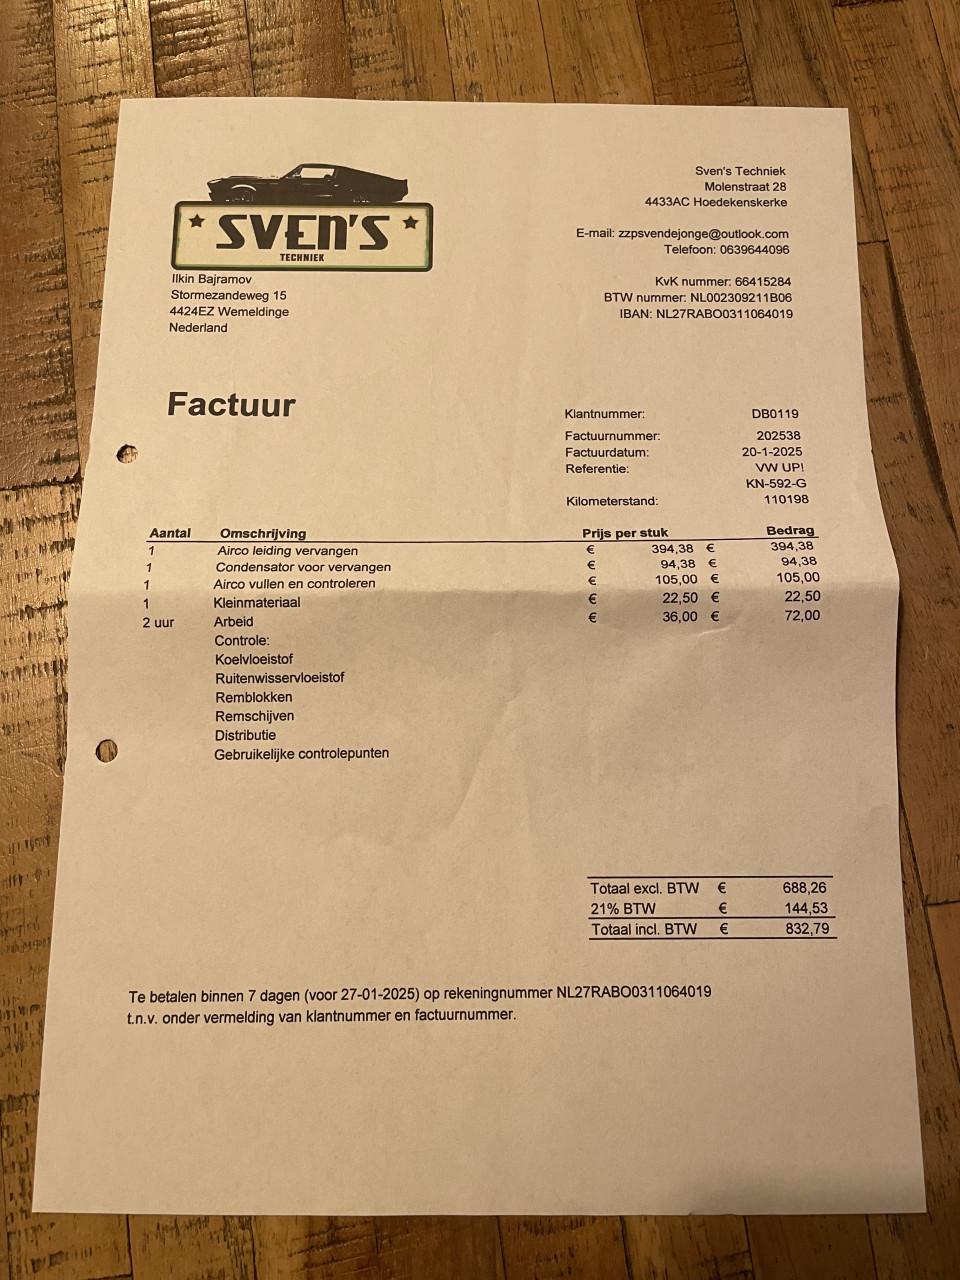 SVEN'S
TECHNIEK
Sven's Techniek
Molenstraat 28
4433AC Hoedekenskerke
E-mail: zzpsvendejonge@outlook.com
Telefoon: 0639644096
KvK nummer: 66415284
BTW nummer: NL002309211B06
IBAN: NL27RABO0311064019
Ilkin Bajramov
Stormezandeweg 15
4424EZ Wemeldinge
Nederland
Factuur
Klantnummer: DB0119
Factuurnummer: 202538
Factuurdatum: 20-1-2025
Referentie: VW UP!
KN-592-G
Kilometerstand: 110198
Aantal Omschrijving Prijs per stuk Bedrag
1 Airco leiding vervangen € 394,38 € 394,38
1 Condensator voor vervangen € 94,38 € 94,38
1 Airco vullen en controleren € 105,00 € 105,00
1 Kleinmateriaal € 22,50 € 22,50
2 uur Arbeid € 36,00 € 72,00
Controle:
Koelvloeistof
Ruitenwisservloeistof
Remblokken
Remschijven
Distributie
Gebruikelijke controlepunten
Totaal excl. BTW € 688,26
21% BTW € 144,53
Totaal incl. BTW € 832,79
Te betalen binnen 7 dagen (voor 27-01-2025) op rekeningnummer NL27RABO0311064019
t.n.v. onder vermelding van klantnummer en factuurnummer.